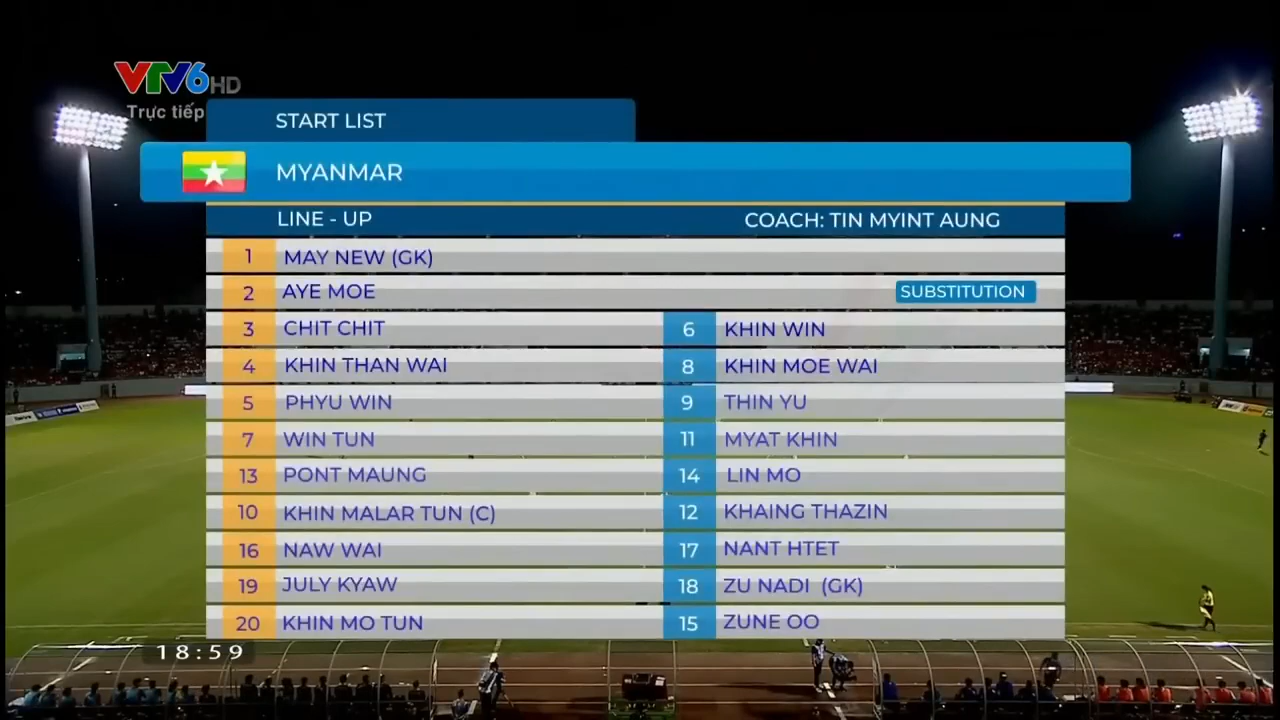 VTV6HD
Trực tiếp
START LIST
MYANMAR
LINE - UP
COACH: TIN MYINT AUNG
1 MAY NEW (GK)
2 AYE MOE
3 CHIT CHIT
4 KHIN THAN WAI
5 PHYU WIN
7 WIN TUN
13 PONT MAUNG
10 KHIN MALAR TUN (C)
16 NAW WAI
19 JULY KYAW
20 KHIN MO TUN
SUBSTITUTION
6 KHIN WIN
8 KHIN MOE WAI
9 THIN YU
11 MYAT KHIN
14 LIN MO
12 KHAING THAZIN
17 NANT HTET
18 ZU NADI (GK)
15 ZUNE OO
18:59